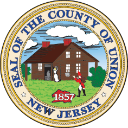 SEAL OF THE COUNTY OF UNION
NEW JERSEY
1857